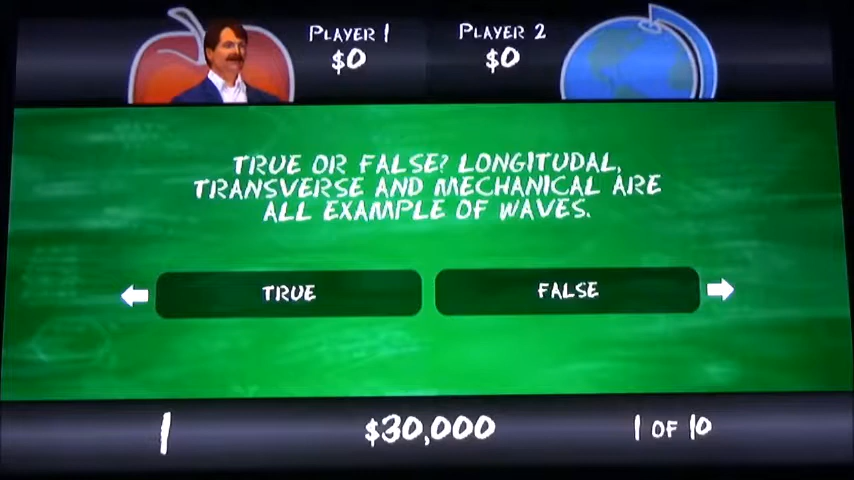 PLAYER 1
$0
PLAYER 2
$0
TRUE OR FALSE? LONGITUDAL,
TRANSVERSE AND MECHANICAL ARE
ALL EXAMPLE OF WAVES.
TRUE
FALSE
1
$30,000
1 OF 10